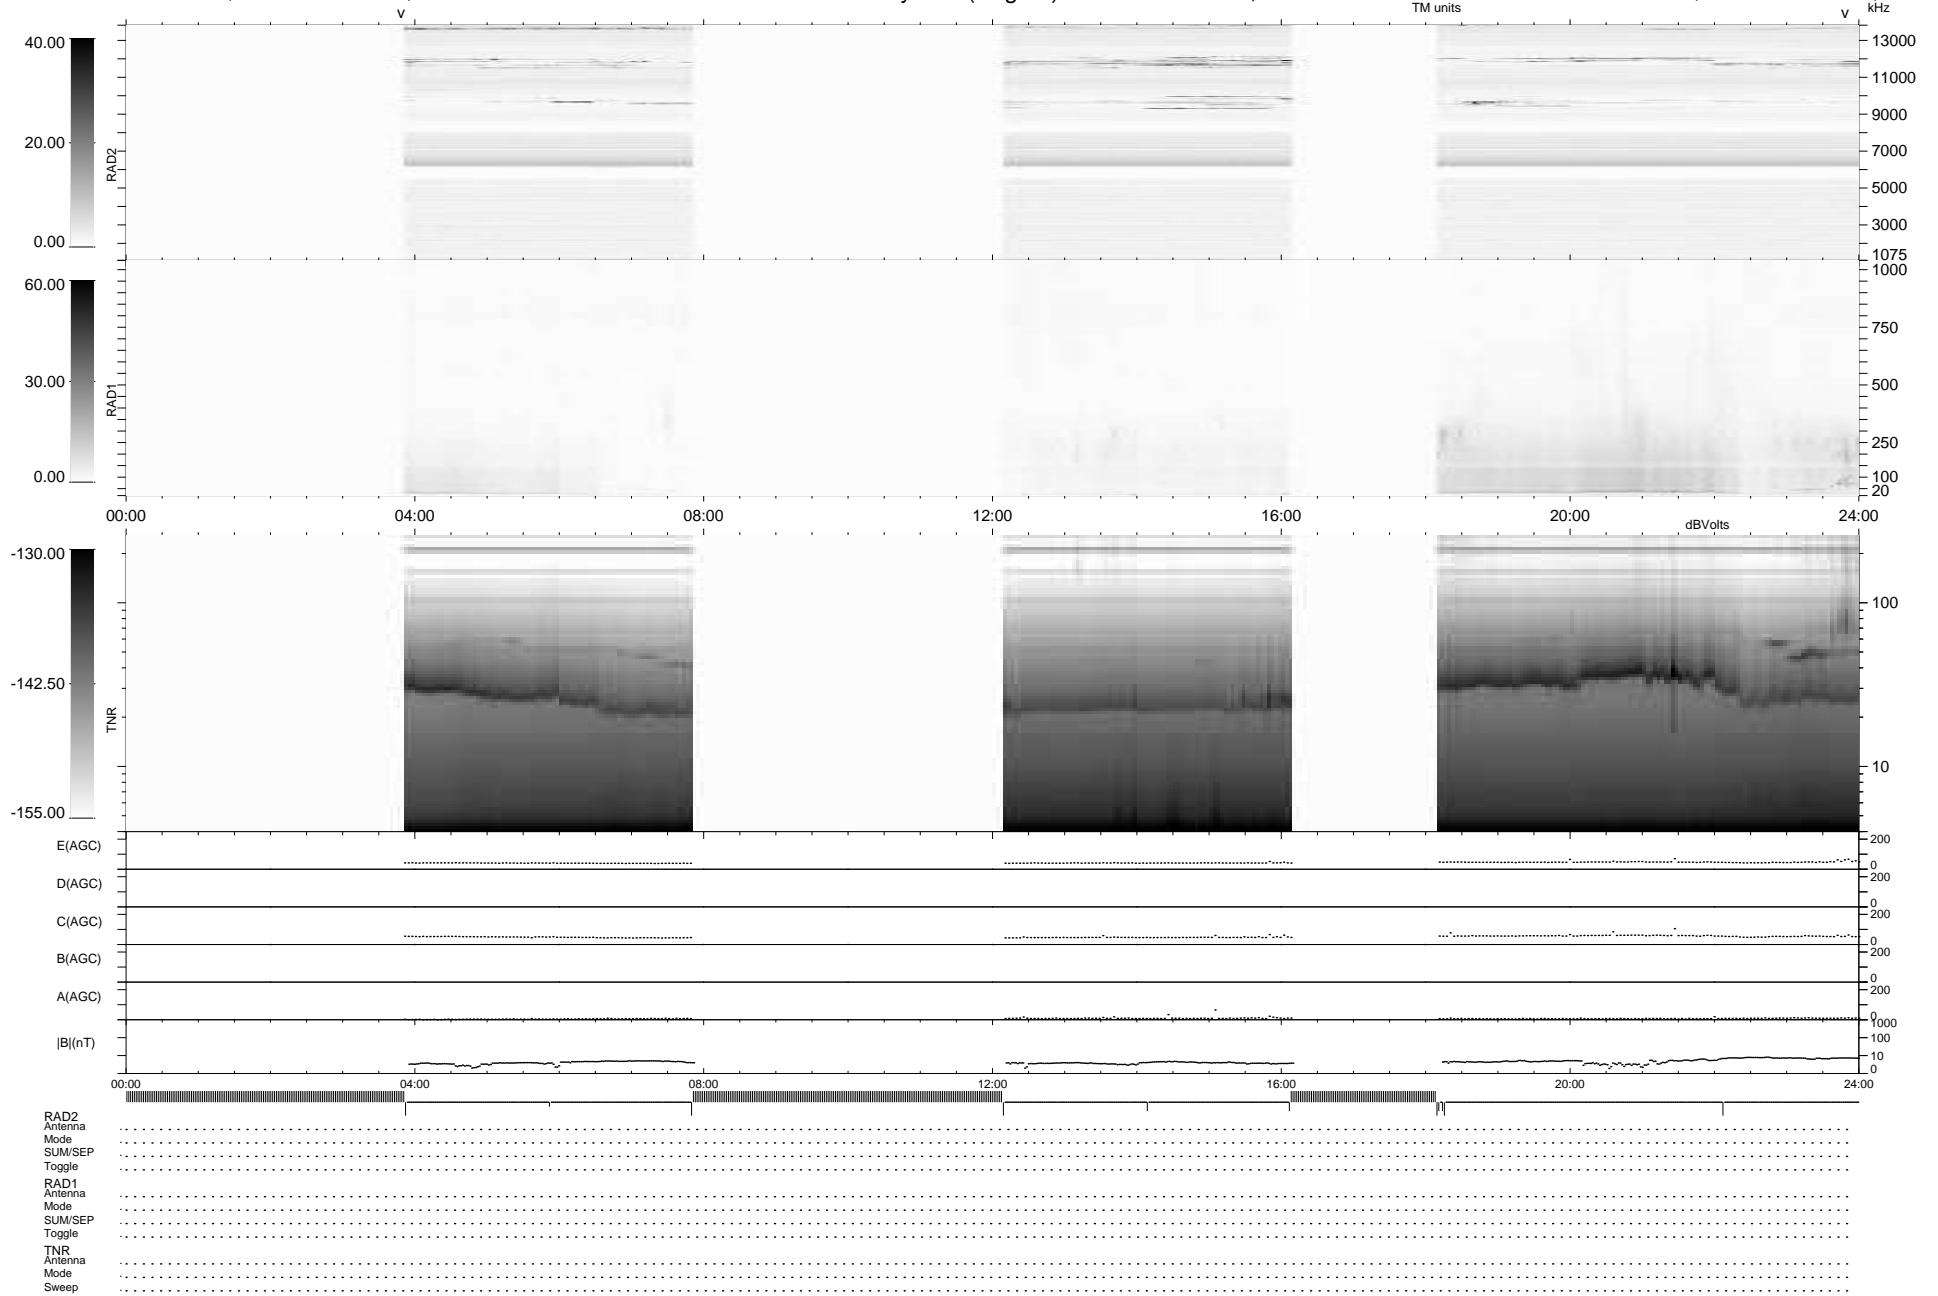 v TM units v kHz
40.00
20.00
0.00
RAD2
13000
11000
9000
7000
5000
3000
1075
60.00
30.00
0.00
RAD1
1000
750
500
250
100
20
00:00 04:00 08:00 12:00 16:00 20:00 24:00
dBVolts
-130.00
-142.50
-155.00
TNR
100
10
E(AGC) 200 0
D(AGC) 200 0
C(AGC) 200 0
B(AGC) 200 0
A(AGC) 200 0
|B|(nT) 1000 100 10 0
00:00 04:00 08:00 12:00 16:00 20:00 24:00
RAD2
Antenna
Mode
SUM/SEP
Toggle
RAD1
Antenna
Mode
SUM/SEP
Toggle
TNR
Antenna
Mode
Sweep